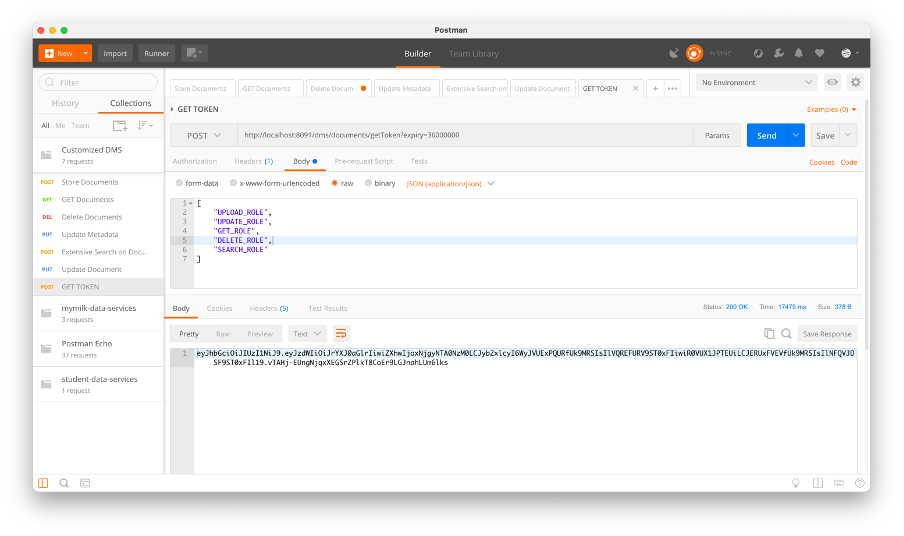 Postman
New
Import
Runner
Builder
Team Library
IN SYNC
Filter
History
Collections
All Me Team
Customized DMS
7 requests
POST Store Documents
GET GET Documents
DEL Delete Documents
PUT Update Metadata
POST Extensive Search on Doc...
PUT Update Document
POST GET TOKEN
mymilk-data-services
3 requests
Postman Echo
37 requests
student-data-services
1 request
Store Documents
GET Documents
Delete Docum
Update Metadata
Extensive Search on
Update Document
GET TOKEN
No Environment
GET TOKEN
Examples (0)
POST
http://localhost:8091/dms/documents/getToken?expiry=36000000
Params
Send
Save
Authorization
Headers (1)
Body
Pre-request Script
Tests
Cookies
Code
form-data
x-www-form-urlencoded
raw
binary
JSON (application/json)
1 [
2 "UPLOAD_ROLE",
3 "UPDATE_ROLE",
4 "GET_ROLE",
5 "DELETE_ROLE",
6 "SEARCH_ROLE"
7 ]
Body
Cookies
Headers (5)
Test Results
Status: 200 OK
Time: 17479 ms
Size: 378 B
Pretty
Raw
Preview
Text
Save Response
1